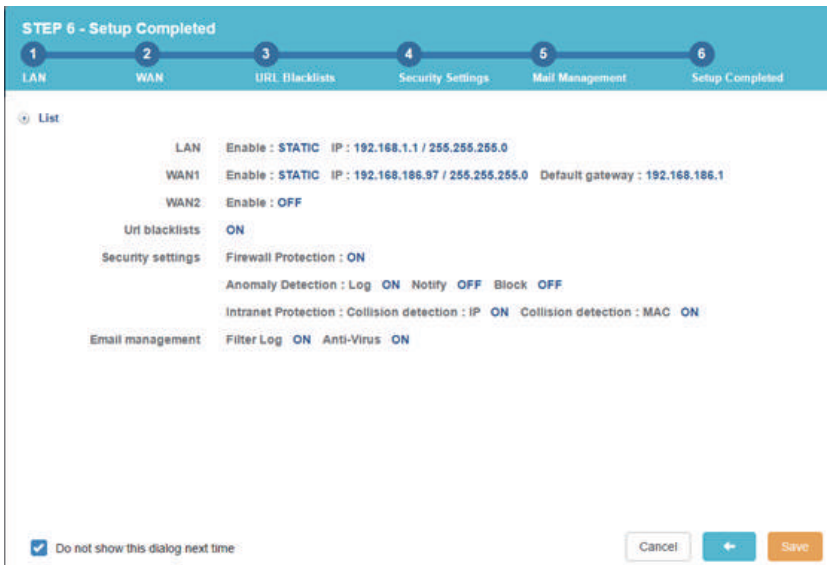 STEP 6 - Setup Completed
1 2 3 4 5 6
LAN WAN URL Blacklists Security Settings Mail Management Setup Completed
List
LAN Enable : STATIC IP : 192.168.1.1 / 255.255.255.0
WAN1 Enable : STATIC IP : 192.168.186.97 / 255.255.255.0 Default gateway : 192.168.186.1
WAN2 Enable : OFF
Url blacklists ON
Security settings Firewall Protection : ON
Anomaly Detection : Log ON Notify OFF Block OFF
Intranet Protection : Collision detection : IP ON Collision detection : MAC ON
Email management Filter Log ON Anti-Virus ON
Do not show this dialog next time Cancel Save